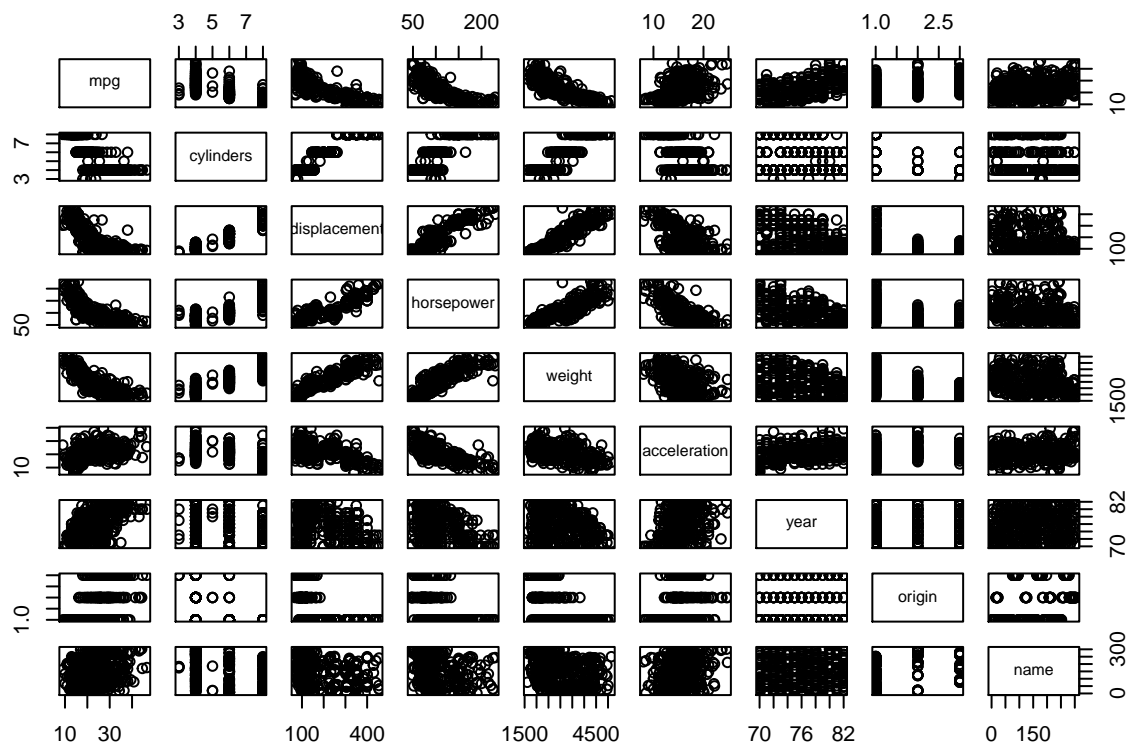 3 5 7
50 200
10 20
1.0 2.5
mpg
10
3 7
cylinders
displacement
100
50
horsepower
weight
1500
10
acceleration
year
70 82
1.0
origin
name
0 300
10 30
100 400
1500 4500
70 76 82
0 150